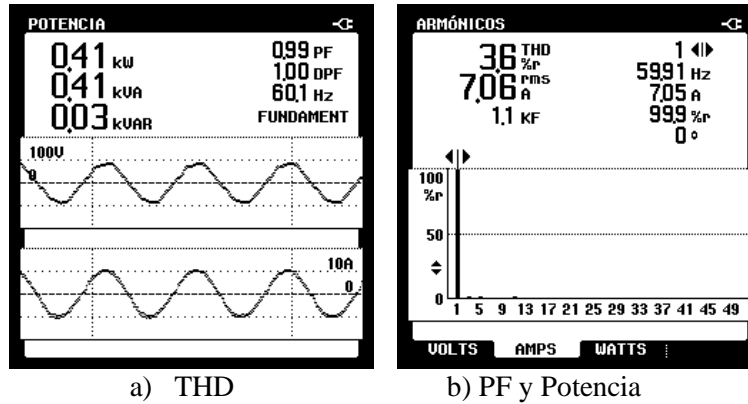 POTENCIA
0,41 kW
0,41 kVA
0,03 kVAR
0,99 PF
1,00 DPF
60,1 Hz
FUNDAMENT
100V
0
10A
0
a) THD
ARMÓNICOS
3,6 THD %r
7,06 rms A
1,1 KF
1
59,91 Hz
7,05 A
99,9 %r
0 °
100
%r
50
0
1 5 9 13 17 21 25 29 33 37 41 45 49
VOLTS AMPS WATTS
b) PF y Potencia